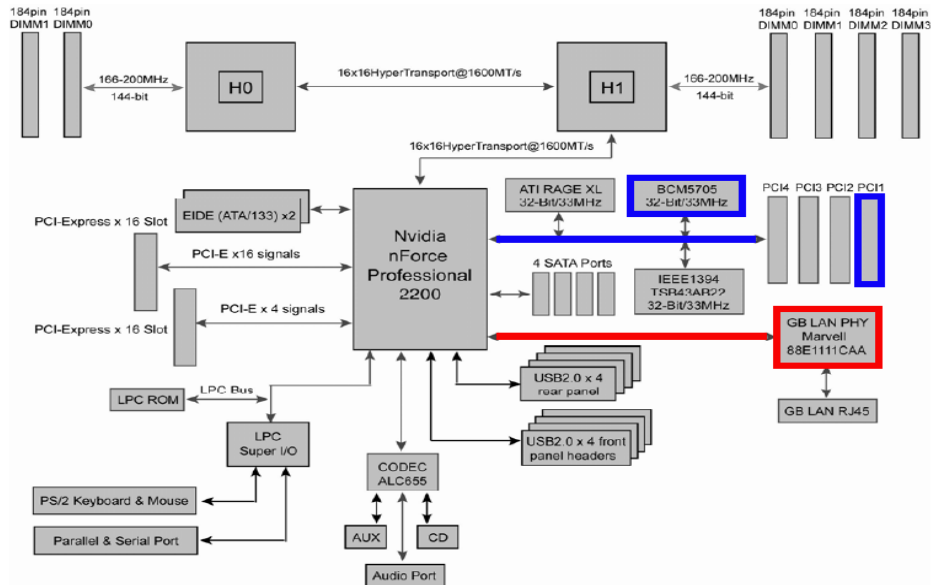 184pin 184pin
DIMM1 DIMM0
184pin 184pin 184pin 184pin
DIMM0 DIMM1 DIMM2 DIMM3
166-200MHz
144-bit
H0
16x16HyperTransport@1600MT/s
H1
166-200MHz
144-bit
16x16HyperTransport@1600MT/s
EIDE (ATA/133) x2
PCI-Express x 16 Slot
PCI-E x16 signals
PCI-E x 4 signals
PCI-Express x 16 Slot
Nvidia
nForce
Professional
2200
ATI RAGE XL
32-Bit/33MHz
BCM5705
32-Bit/33MHz
PCI4 PCI3 PCI2 PCI1
4 SATA Ports
IEEE1394
TSB43AB22
32-Bit/33MHz
GB LAN PHY
Marvell
88E1111CAA
GB LAN RJ45
USB2.0 x 4
rear panel
USB2.0 x 4 front
panel headers
LPC ROM
LPC Bus
LPC
Super I/O
PS/2 Keyboard & Mouse
Parallel & Serial Port
CODEC
ALC655
AUX
CD
Audio Port